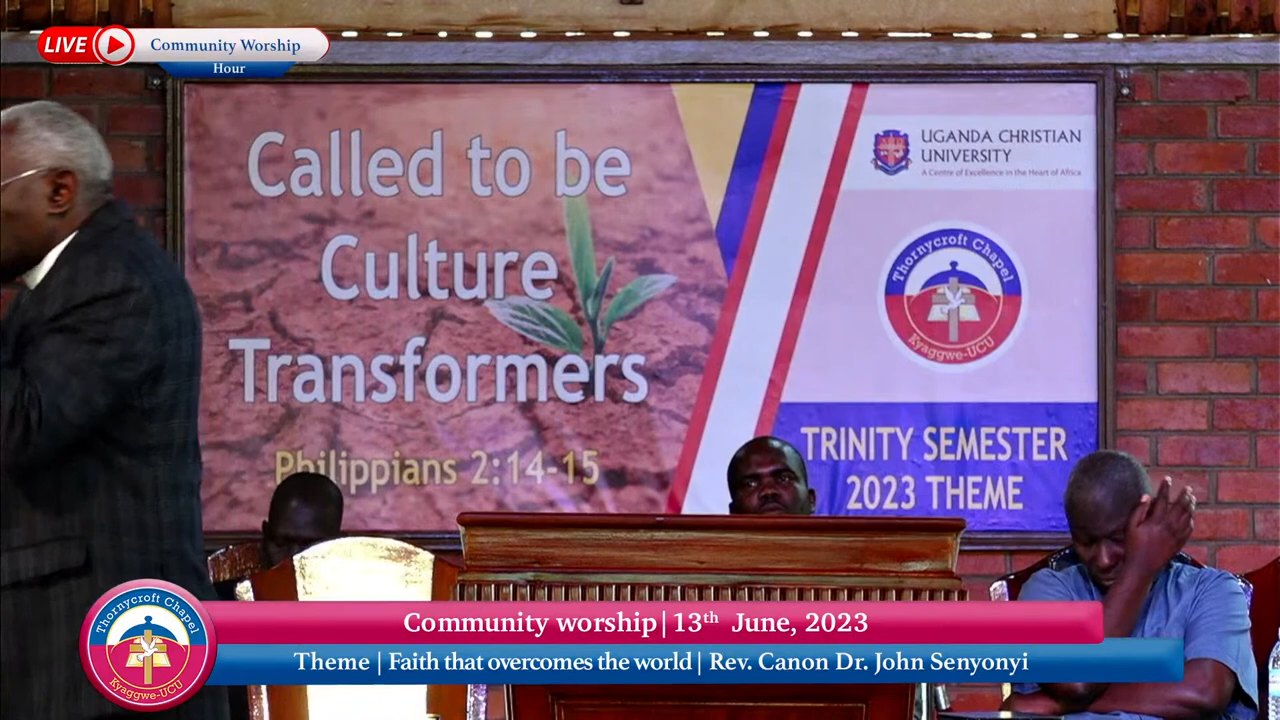 LIVE
Community Worship
Hour
Called to be
Culture
Transformers
Philippians 2:14-15
UGANDA CHRISTIAN
UNIVERSITY
A Centre of Excellence in the Heart of Africa
Thornycroft Chapel
Kyaggwe-UCU
TRINITY SEMESTER
2023 THEME
Thornycroft Chapel
Kyaggwe-UCU
Community worship|13th June, 2023
Theme | Faith that overcomes the world| Rev. Canon Dr. John Senyonyi